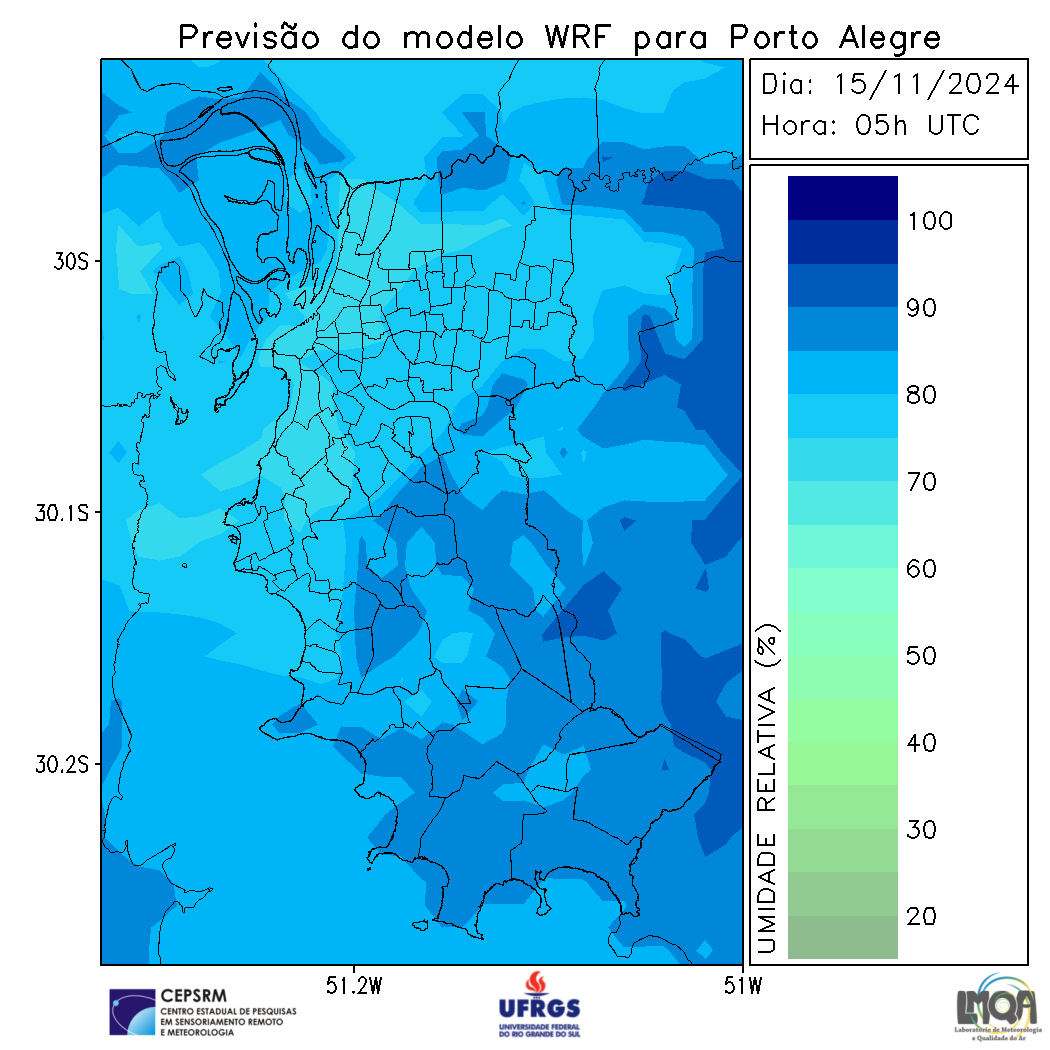 Previsão do modelo WRF para Porto Alegre
Dia: 15/11/2024
Hora: 05h UTC
30S
30.1S
30.2S
51.2W
51W
UMIDADE RELATIVA (%)
100
90
80
70
60
50
40
30
20
CEPSRM
CENTRO ESTADUAL DE PESQUISAS
EM SENSORIAMENTO REMOTO
E METEOROLOGIA
UFRGS
UNIVERSIDADE FEDERAL
DO RIO GRANDE DO SUL
LMQA
Laboratório de Meteorologia
e Qualidade do Ar